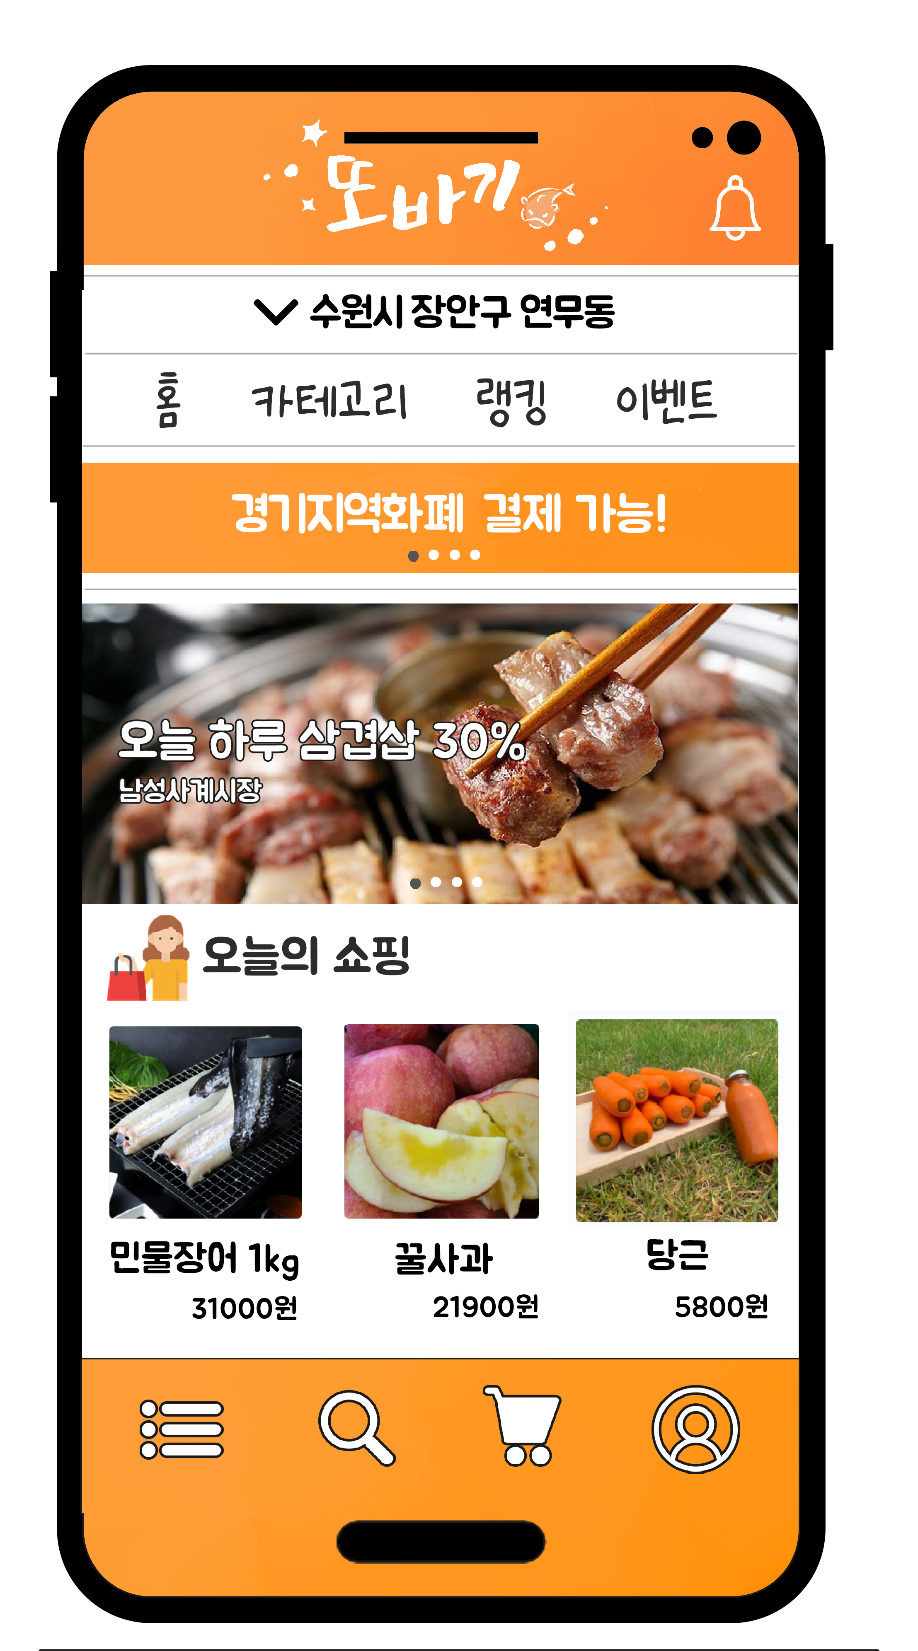 또바기
수원시 장안구 연무동
홈 카테고리 랭킹 이벤트
경기지역화폐 결제 가능!
오늘 하루 삼겹살 30%
남성사계시장
오늘의 쇼핑
민물장어 1kg 꿀사과 당근
31000원 21900원 5800원